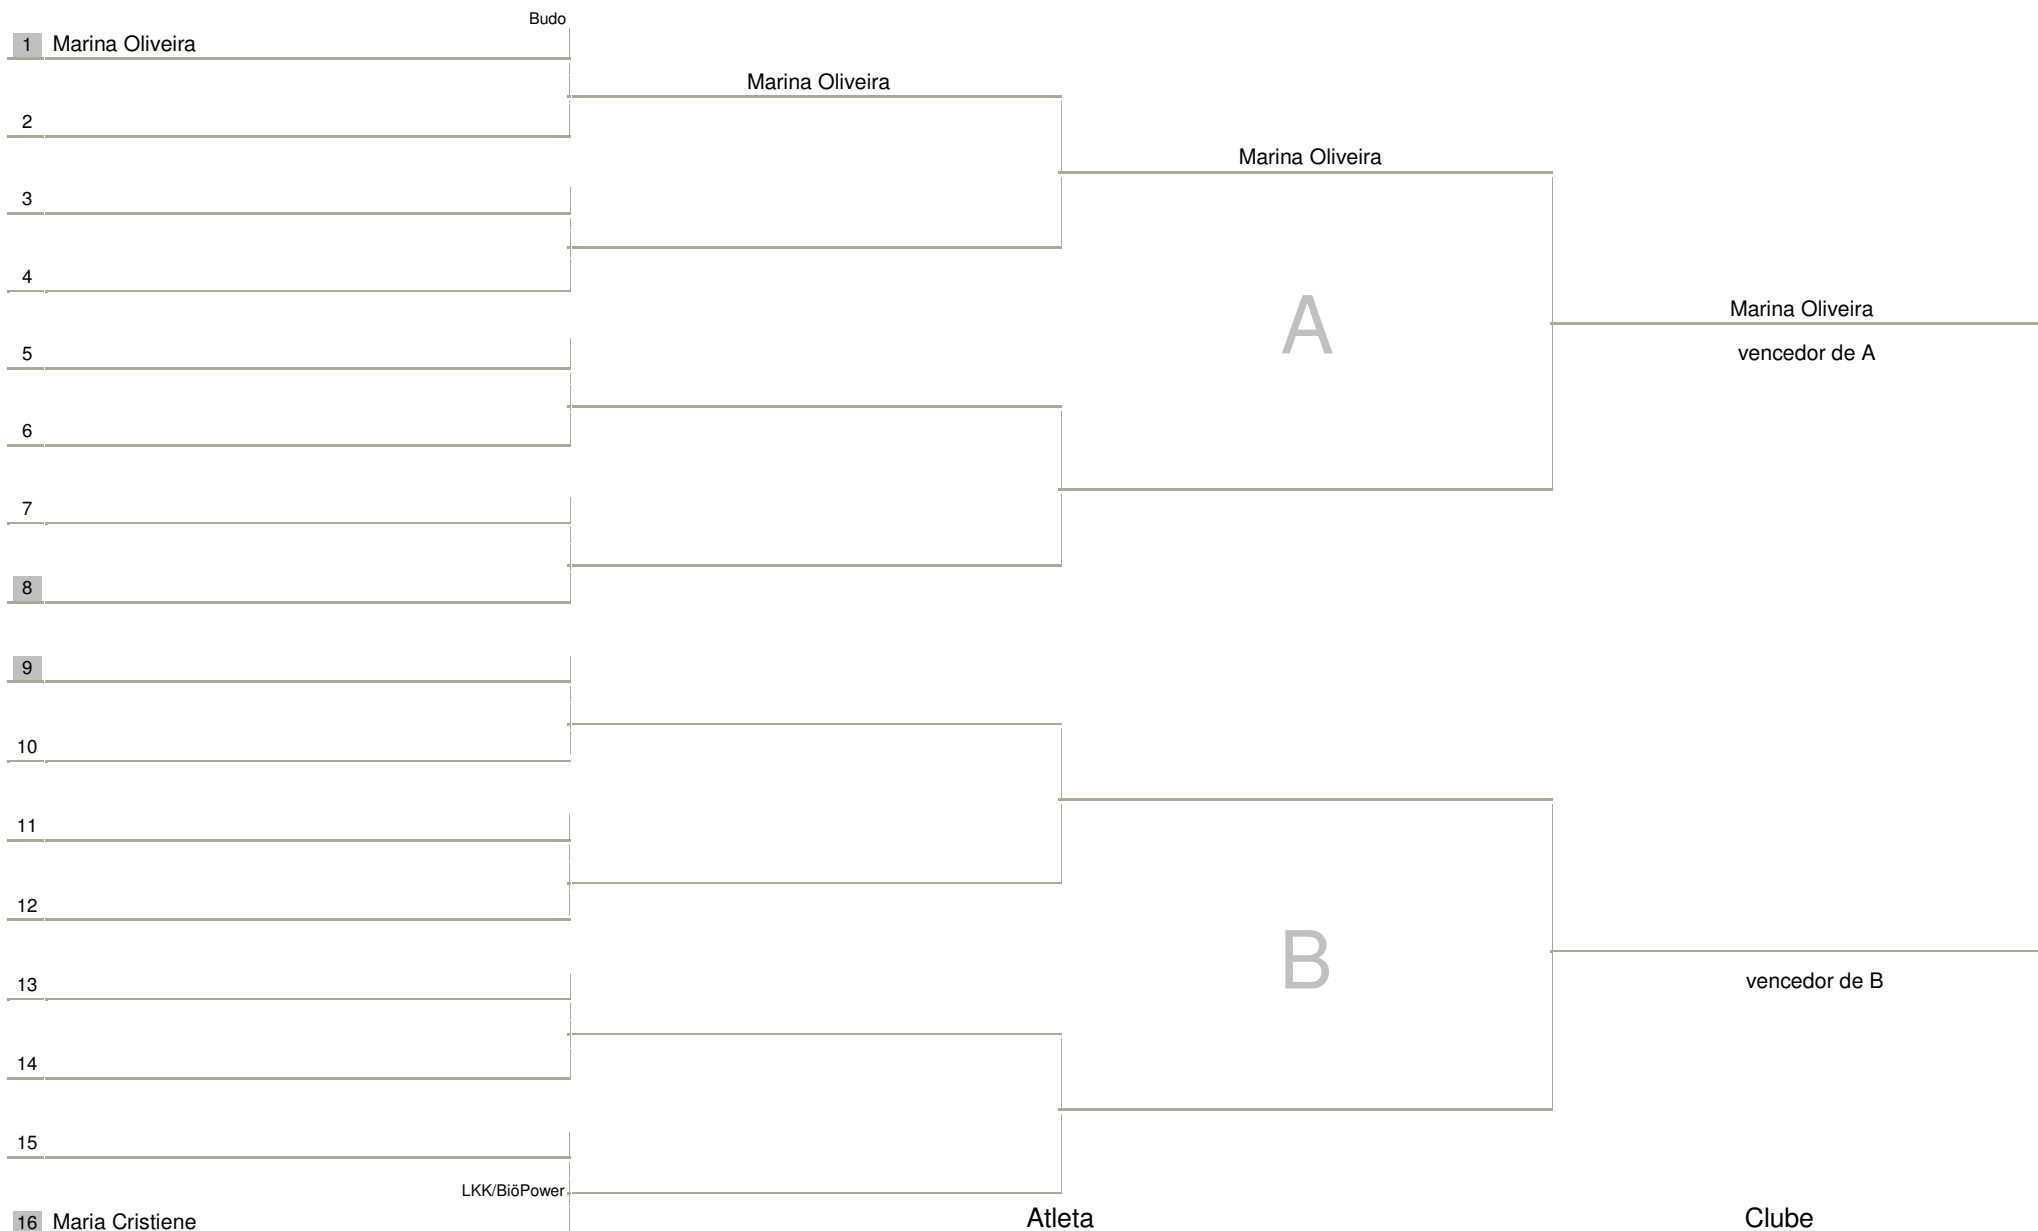 Budo
1 Marina Oliveira
Marina Oliveira
2
Marina Oliveira
3
4
A
Marina Oliveira
5
vencedor de A
6
7
8
9
10
11
12
B
13
vencedor de B
14
15
LKK/BiöPower
16 Maria Cristiene
Atleta
Clube